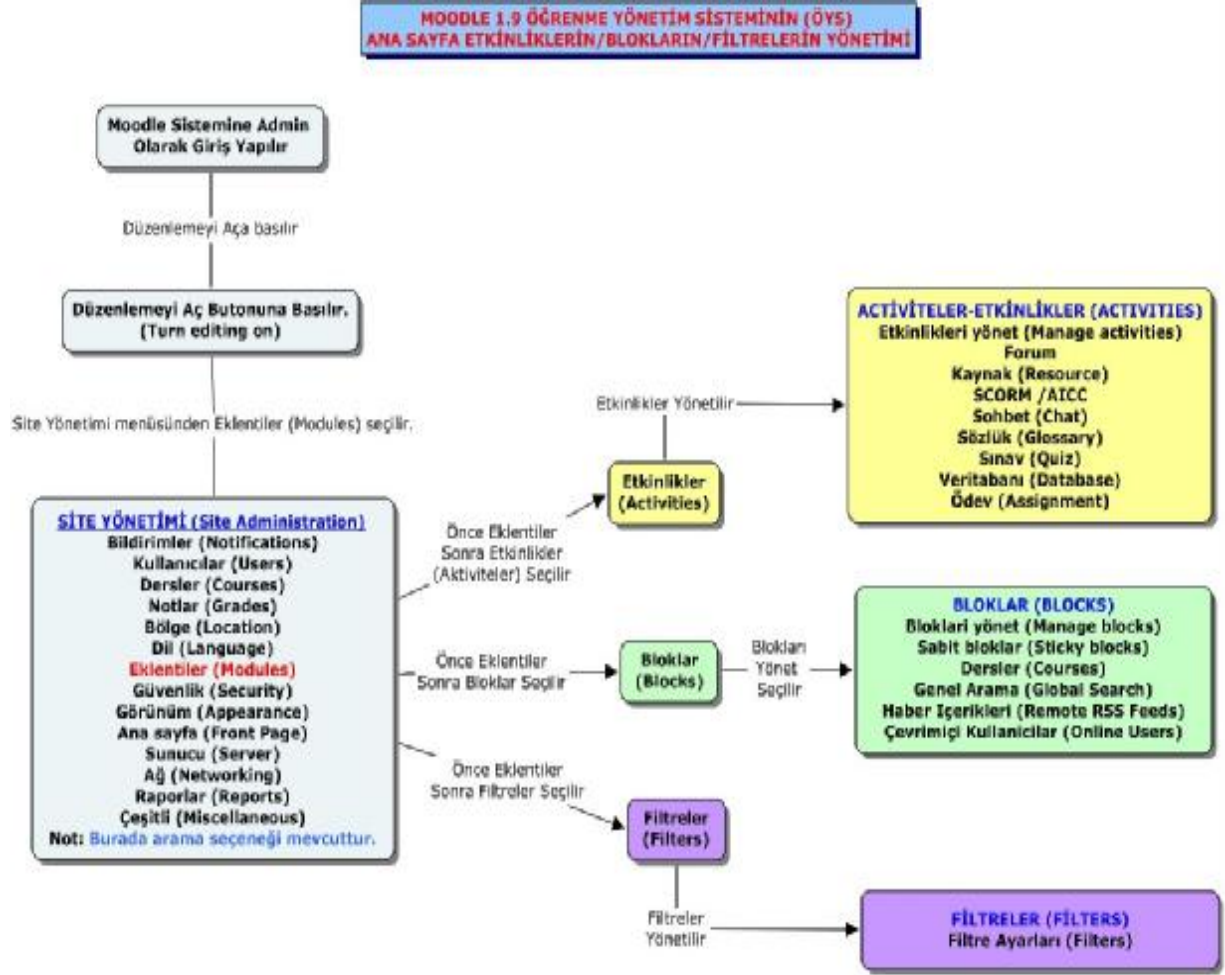 MOODLE 1.9 ÖĞRENME YÖNETİM SİSTEMİNİN (ÖYS)
ANA SAYFA ETKİNLİKLERİN/BLOKLARIN/FİLTRELERİN YÖNETİMİ
Moodle Sistemine Admin
Olarak Giriş Yapılır
Düzenlemeyi Aça basılır
Düzenlemeyi Aç Butonuna Basılır.
(Turn editing on)
Site Yönetimi menüsünden Eklentiler (Modules) seçilir.
SİTE YÖNETİMİ (Site Administration)
Bildirimler (Notifications)
Kullanıcılar (Users)
Dersler (Courses)
Notlar (Grades)
Bölge (Location)
Dil (Language)
Eklentiler (Modules)
Güvenlik (Security)
Görünüm (Appearance)
Ana sayfa (Front Page)
Sunucu (Server)
Ağ (Networking)
Raporlar (Reports)
Çeşitli (Miscellaneous)
Not: Burada arama seçeneği mevcuttur.
Önce Eklentiler
Sonra Etkinlikler
(Aktiviteler) Seçilir
Etkinlikler
(Activities)
Etkinlikler Yönetilir
ACTİVİTELER-ETKİNLİKLER (ACTIVITIES)
Etkinlikleri yönet (Manage activities)
Forum
Kaynak (Resource)
SCORM /AICC
Sohbet (Chat)
Sözlük (Glossary)
Sınav (Quiz)
Veritabanı (Database)
Ödev (Assignment)
Önce Eklentiler
Sonra Bloklar Seçilir
Bloklar
(Blocks)
Blokları
Yönet
Seçilir
BLOKLAR (BLOCKS)
Bloklari yönet (Manage blocks)
Sabit bloklar (Sticky blocks)
Dersler (Courses)
Genel Arama (Global Search)
Haber Içerikleri (Remote RSS Feeds)
Çevrimiçi Kullanicilar (Online Users)
Önce Eklentiler
Sonra Filtreler Seçilir
Filtreler
(Filters)
Filtreler
Yönetilir
FİLTRELER (FİLTERS)
Filtre Ayarları (Filters)